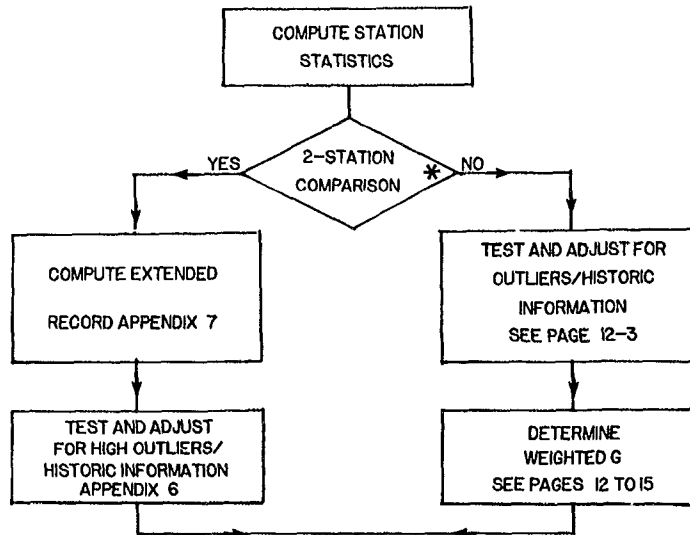 COMPUTE STATION
STATISTICS
2-STATION
COMPARISON *
YES
NO
COMPUTE EXTENDED
RECORD APPENDIX 7
TEST AND ADJUST FOR
OUTLIERS/HISTORIC
INFORMATION
SEE PAGE 12-3
TEST AND ADJUST
FOR HIGH OUTLIERS/
HISTORIC INFORMATION
APPENDIX 6
DETERMINE
WEIGHTED G
SEE PAGES 12 TO 15